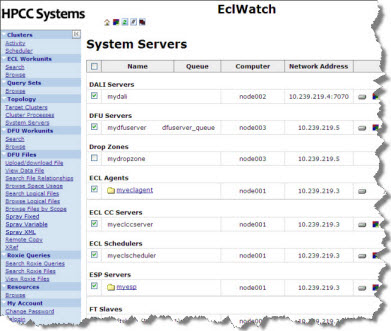 HPCC Systems
EclWatch
Clusters
Activity
Scheduler
ECL Workunits
Search
Browse
Query Sets
Browse
Topology
Target Clusters
Cluster Processes
System Servers
DFU Workunits
Search
Browse
DFU Files
Upload/download File
View Data File
Search File Relationships
Browse Space Usage
Search Logical Files
Browse Logical Files
Browse Files by Scope
Spray Fixed
Spray Variable
Spray XML
Remote Copy
XRef
Roxie Queries
Search Roxie Queries
Search Roxie Files
View Roxie Files
Resources
Browse
My Account
Change Password
System Servers
Name Queue Computer Network Address
DALI Servers
mydali node002 10.239.219.4:7070
DFU Servers
mydfuserver dfuserver_queue node003 10.239.219.5
Drop Zones
mydropzone node003 10.239.219.5
ECL Agents
myeclagent node001 10.239.219.3
ECL CC Servers
myeclccserver node001 10.239.219.3
ECL Schedulers
myeclscheduler node001 10.239.219.3
ESP Servers
myesp node001 10.239.219.3
FT Slaves